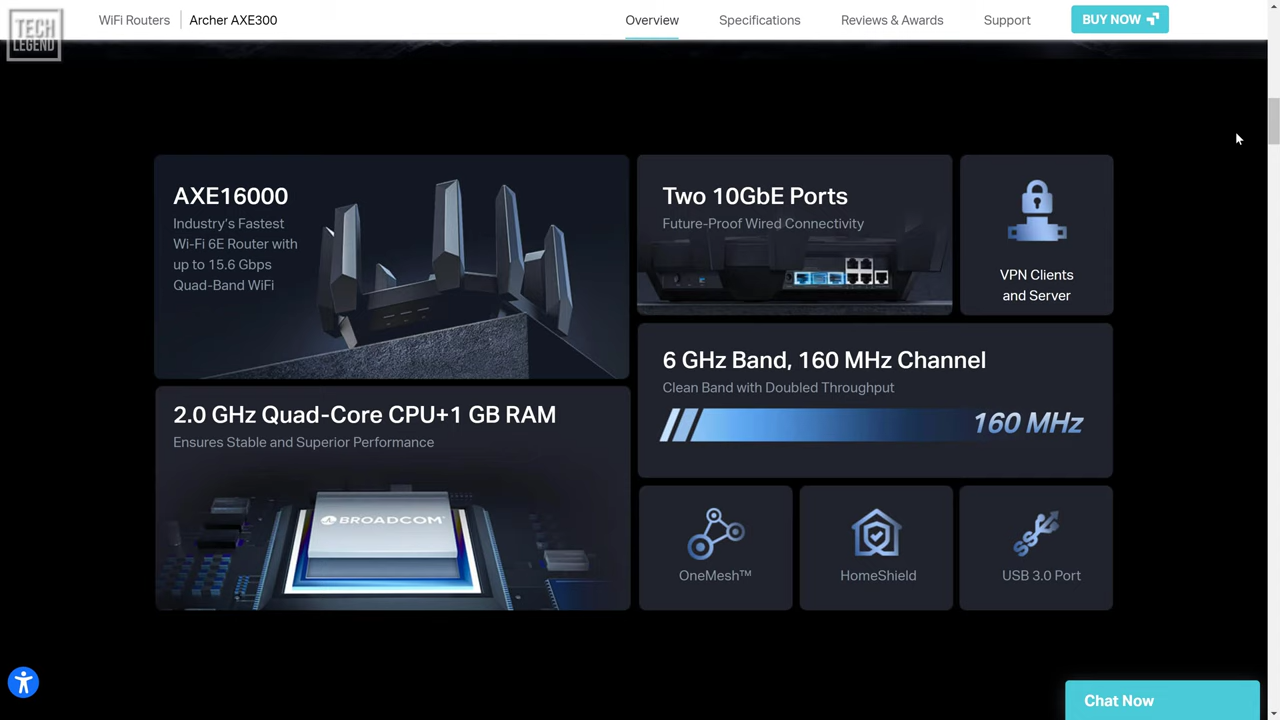 TECH
LEGEND
WiFi Routers
Archer AXE300
Overview
Specifications
Reviews & Awards
Support
BUY NOW
AXE16000
Industry's Fastest
Wi-Fi 6E Router with
up to 15.6 Gbps
Quad-Band WiFi
Two 10GbE Ports
Future-Proof Wired Connectivity
VPN Clients
and Server
6 GHz Band, 160 MHz Channel
Clean Band with Doubled Throughput
160 MHz
2.0 GHz Quad-Core CPU+1 GB RAM
Ensures Stable and Superior Performance
BROADCOM
OneMesh™
HomeShield
USB 3.0 Port
Chat Now